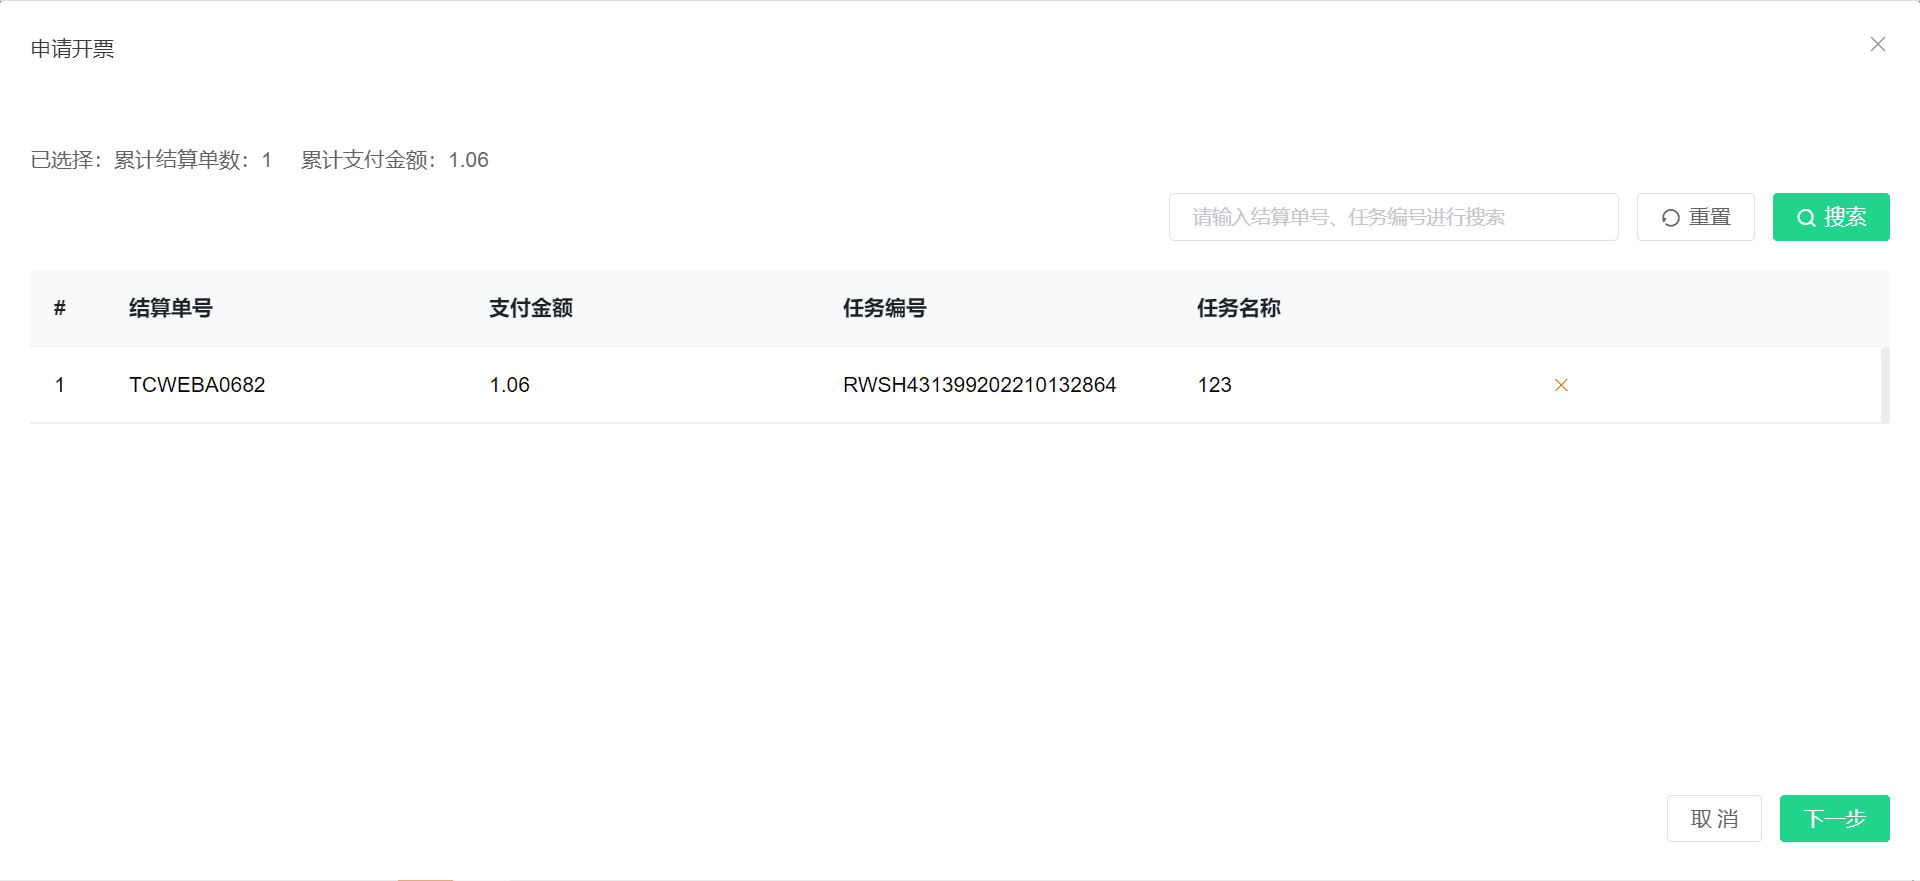 申请开票
已选择：累计结算单数：1 累计支付金额：1.06
请输入结算单号、任务编号进行搜索 重置 搜索
# 结算单号 支付金额 任务编号 任务名称
1 TCWEBA0682 1.06 RWSH431399202210132864 123
取 消 下一步